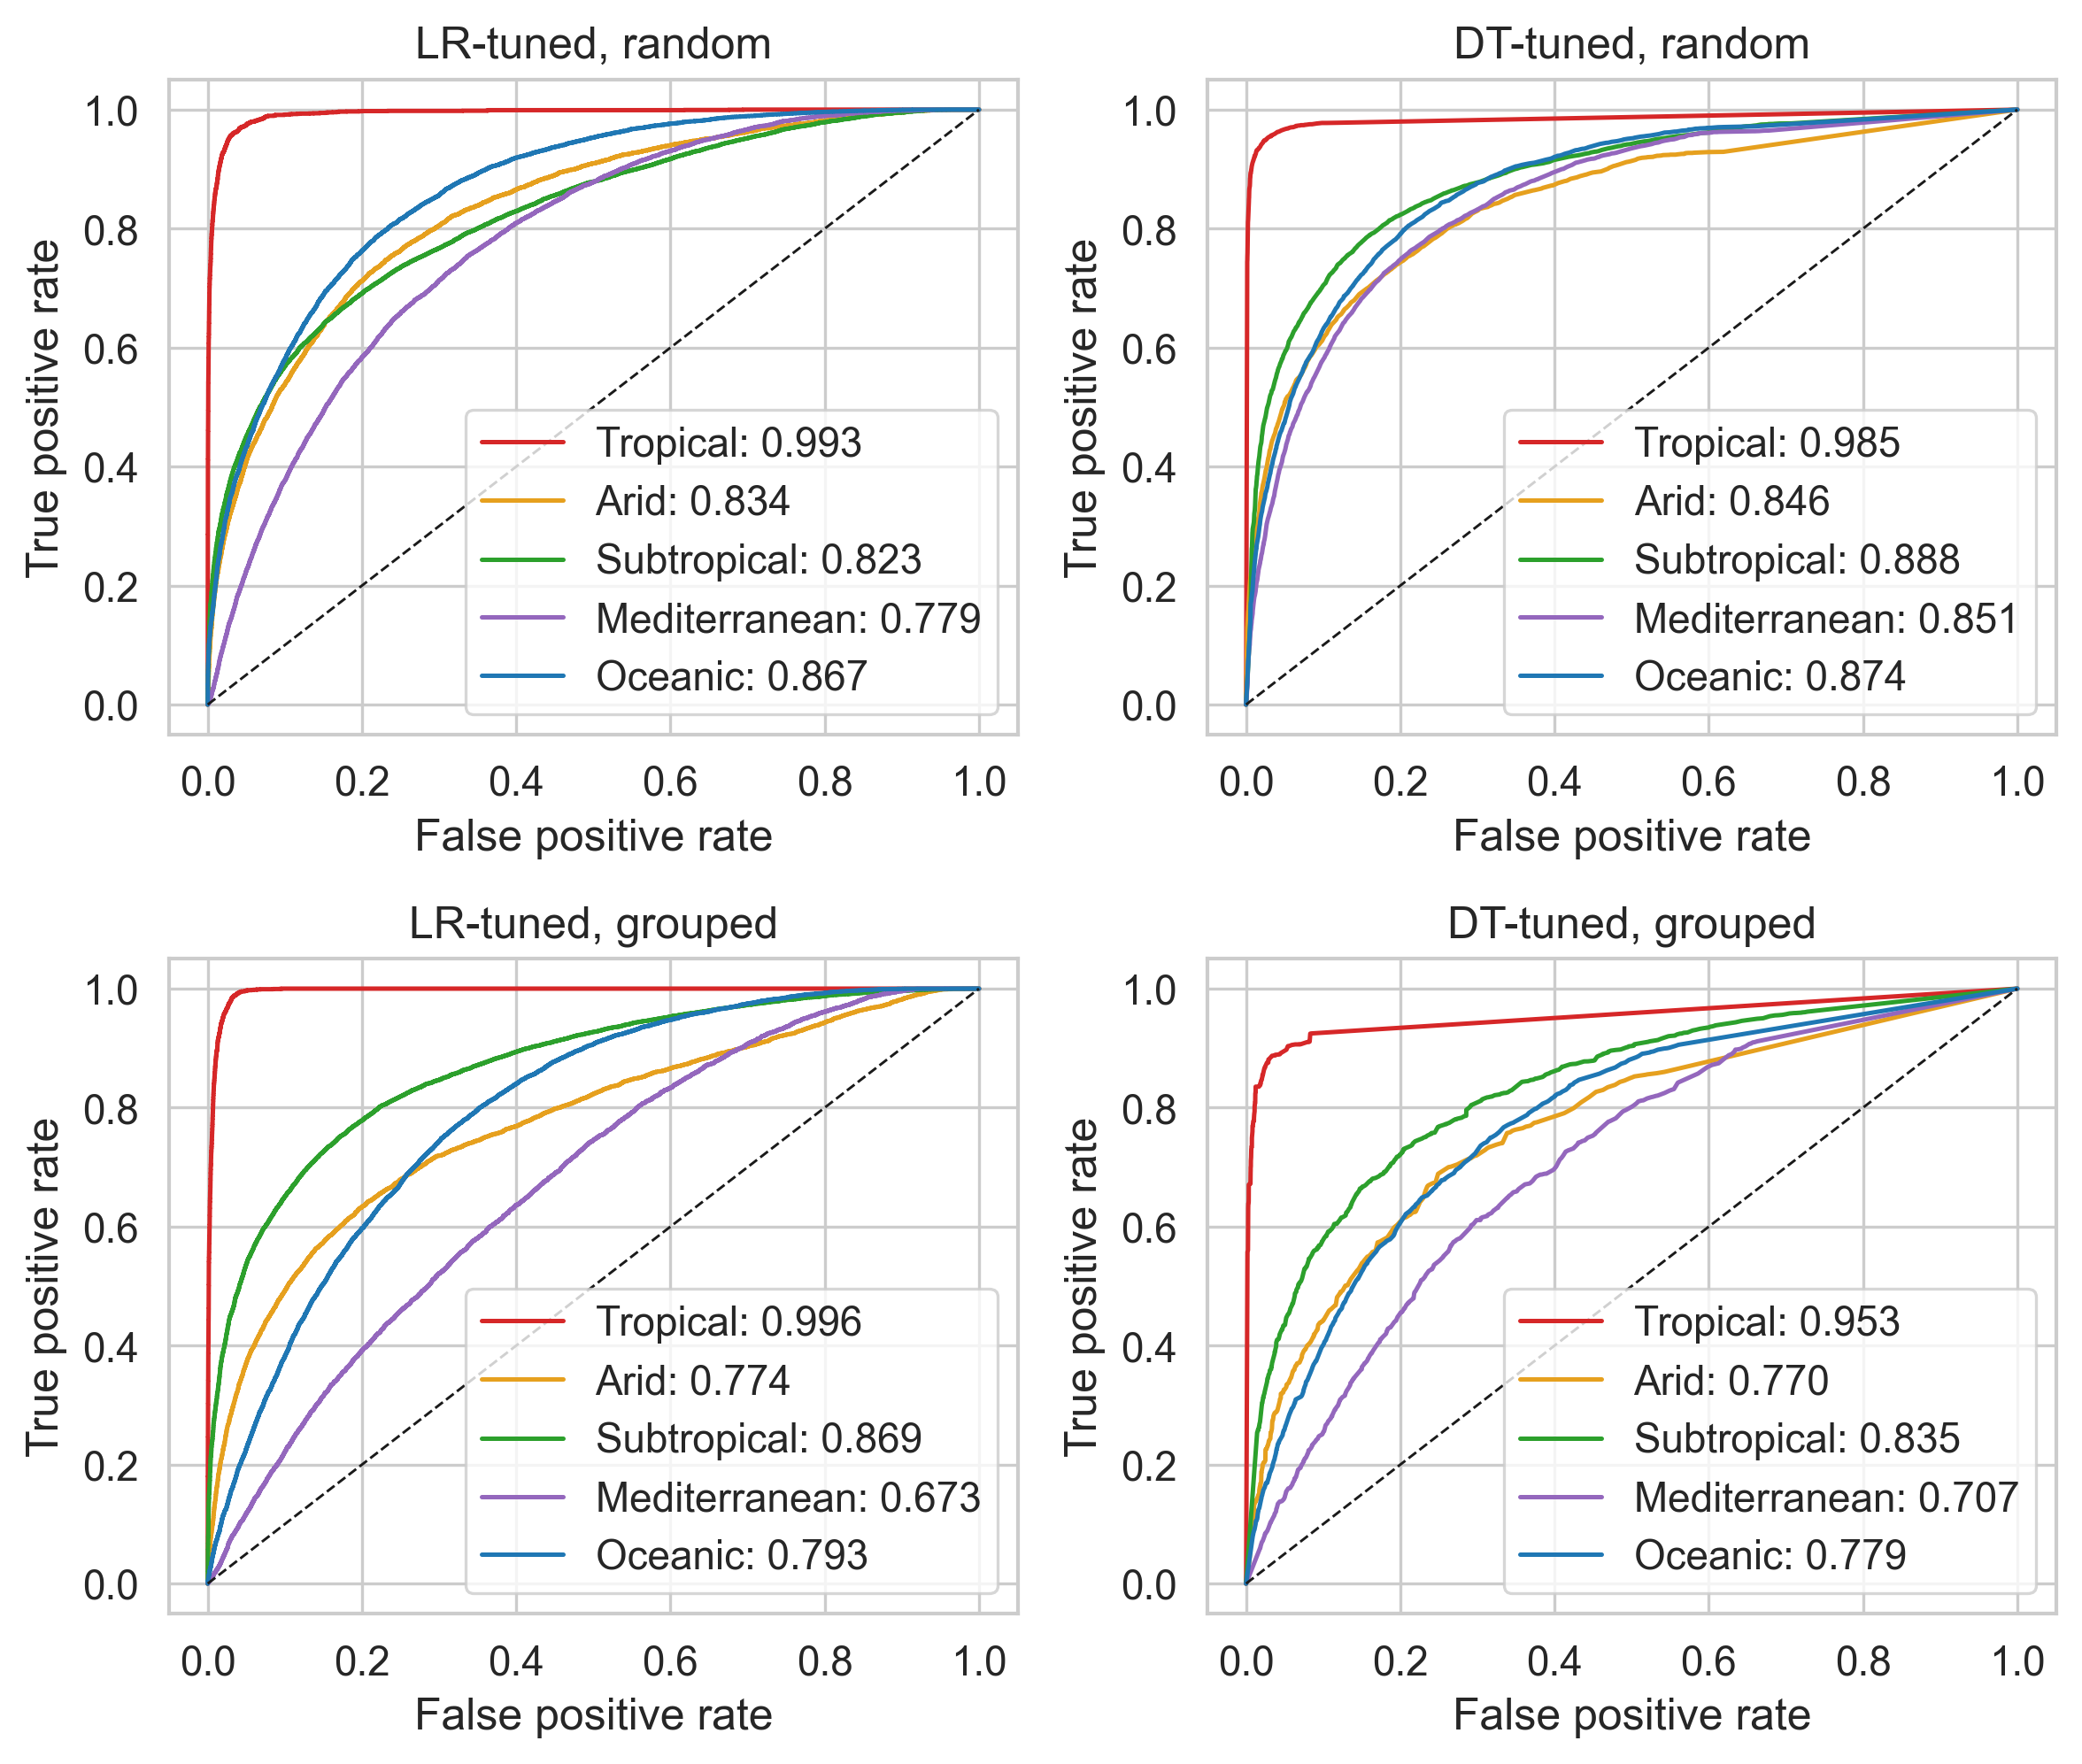 LR-tuned, random
True positive rate
1.0
0.8
0.6
0.4
0.2
0.0
Tropical: 0.993
Arid: 0.834
Subtropical: 0.823
Mediterranean: 0.779
Oceanic: 0.867
0.0 0.2 0.4 0.6 0.8 1.0
False positive rate
DT-tuned, random
True positive rate
1.0
0.8
0.6
0.4
0.2
0.0
Tropical: 0.985
Arid: 0.846
Subtropical: 0.888
Mediterranean: 0.851
Oceanic: 0.874
0.0 0.2 0.4 0.6 0.8 1.0
False positive rate
LR-tuned, grouped
True positive rate
1.0
0.8
0.6
0.4
0.2
0.0
Tropical: 0.996
Arid: 0.774
Subtropical: 0.869
Mediterranean: 0.673
Oceanic: 0.793
0.0 0.2 0.4 0.6 0.8 1.0
False positive rate
DT-tuned, grouped
True positive rate
1.0
0.8
0.6
0.4
0.2
0.0
Tropical: 0.953
Arid: 0.770
Subtropical: 0.835
Mediterranean: 0.707
Oceanic: 0.779
0.0 0.2 0.4 0.6 0.8 1.0
False positive rate